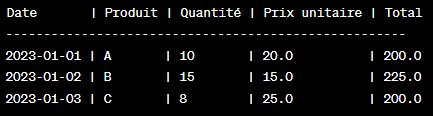 Date       | Produit | Quantité | Prix unitaire | Total
------------------------------------------------------
2023-01-01 | A       | 10       | 20.0          | 200.0
2023-01-02 | B       | 15       | 15.0          | 225.0
2023-01-03 | C       | 8        | 25.0          | 200.0